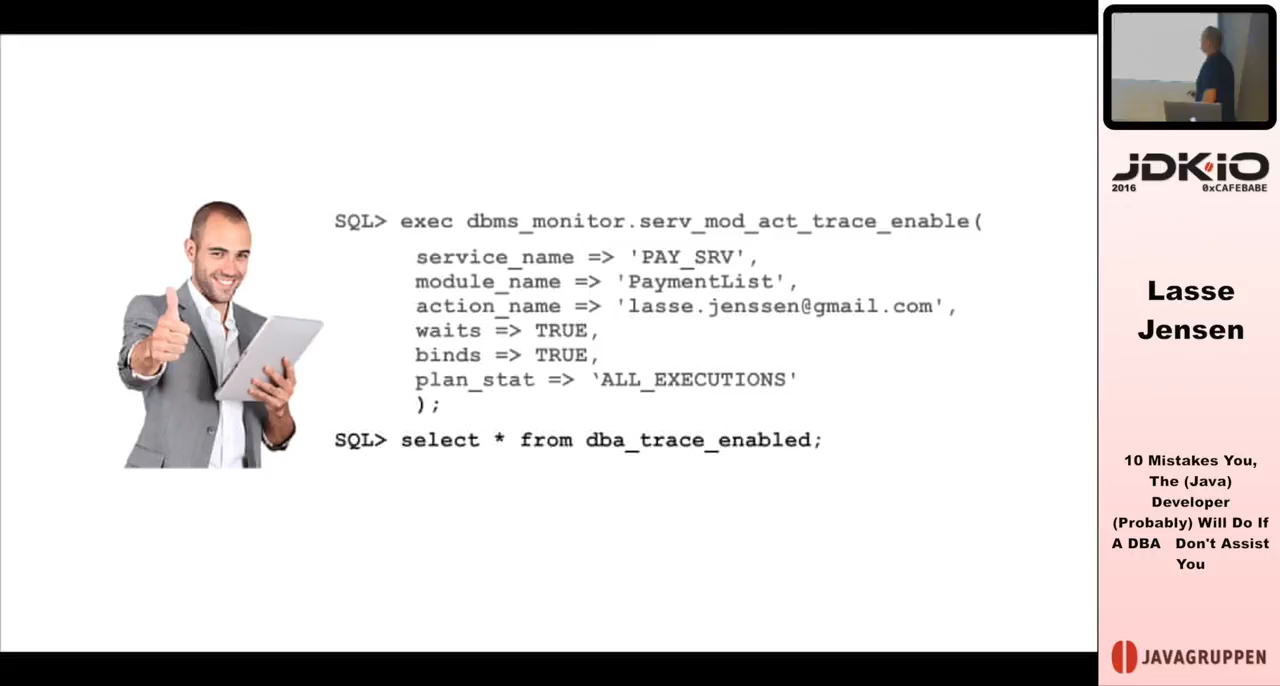 SQL> exec dbms_monitor.serv_mod_act_trace_enable(
service_name => 'PAY_SRV',
module_name => 'PaymentList',
action_name => 'lasse.jenssen@gmail.com',
waits => TRUE,
binds => TRUE,
plan_stat => 'ALL_EXECUTIONS'
);
SQL> select * from dba_trace_enabled;
JDK.IO
2016 0xCAFEBABE
Lasse
Jensen
10 Mistakes You,
The (Java)
Developer
(Probably) Will Do If
A DBA Don't Assist
You
JAVAGRUPPEN